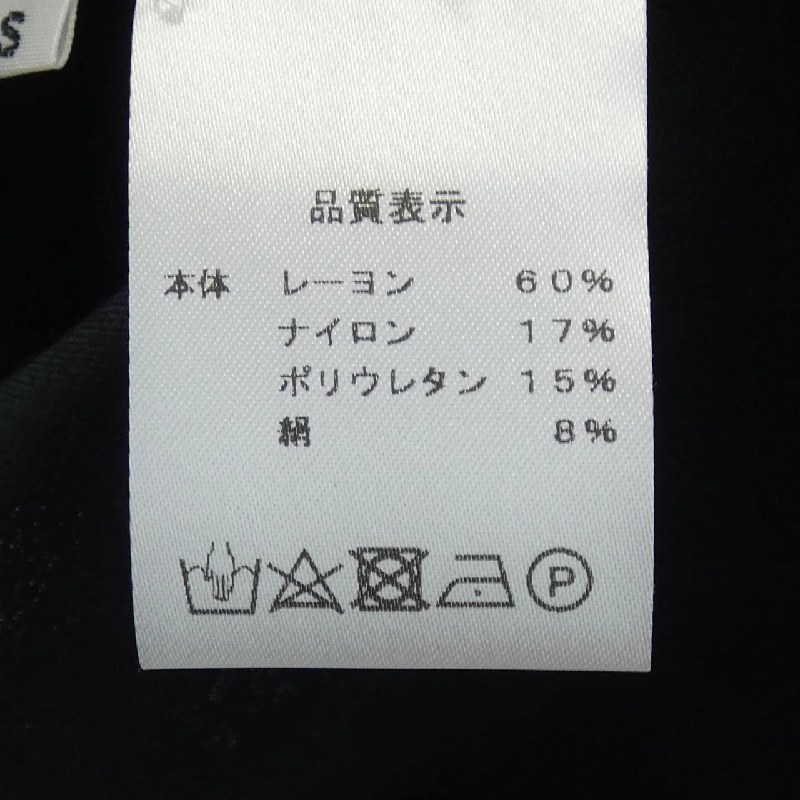 S
品質表示
本体 レーヨン 60%
ナイロン 17%
ポリウレタン 15%
絹 8%
P